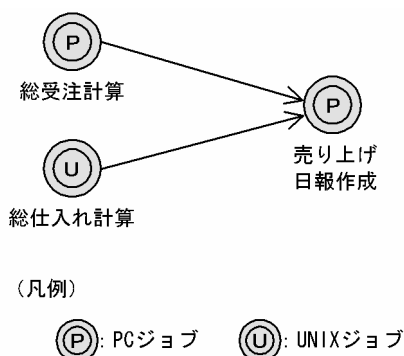 P
総受注計算
P
売り上げ
日報作成
U
総仕入れ計算
(凡例)
P:PCジョブ U:UNIXジョブ